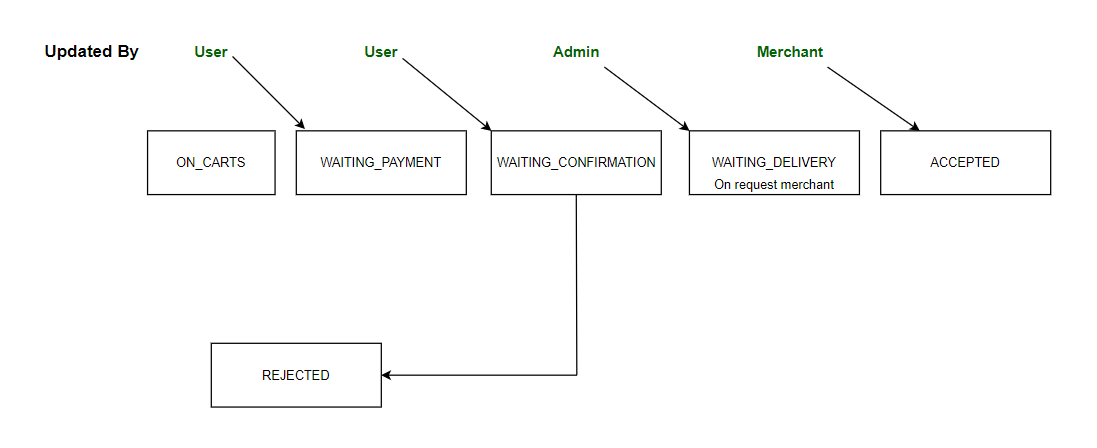 Updated By
User
User
Admin
Merchant
ON_CARTS
WAITING_PAYMENT
WAITING_CONFIRMATION
WAITING_DELIVERY
On request merchant
ACCEPTED
REJECTED